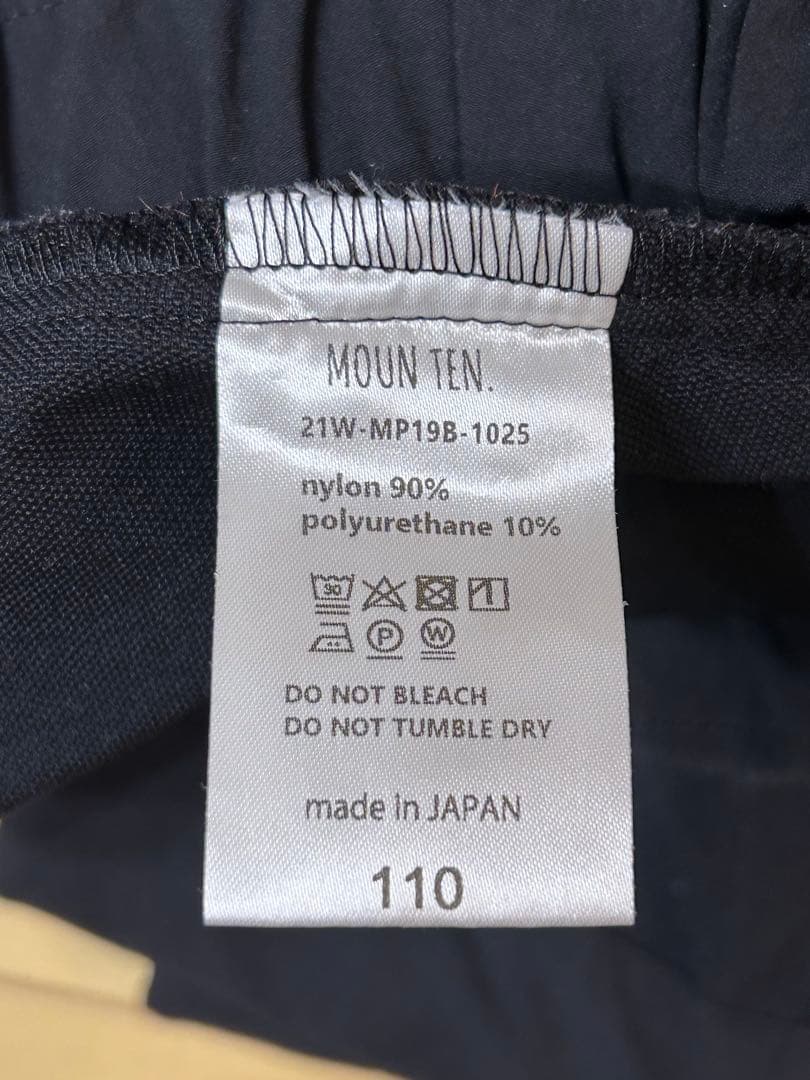 MOUN TEN.
21W-MP19B-1025
nylon 90%
polyurethane 10%
P W
DO NOT BLEACH
DO NOT TUMBLE DRY
made in JAPAN
110